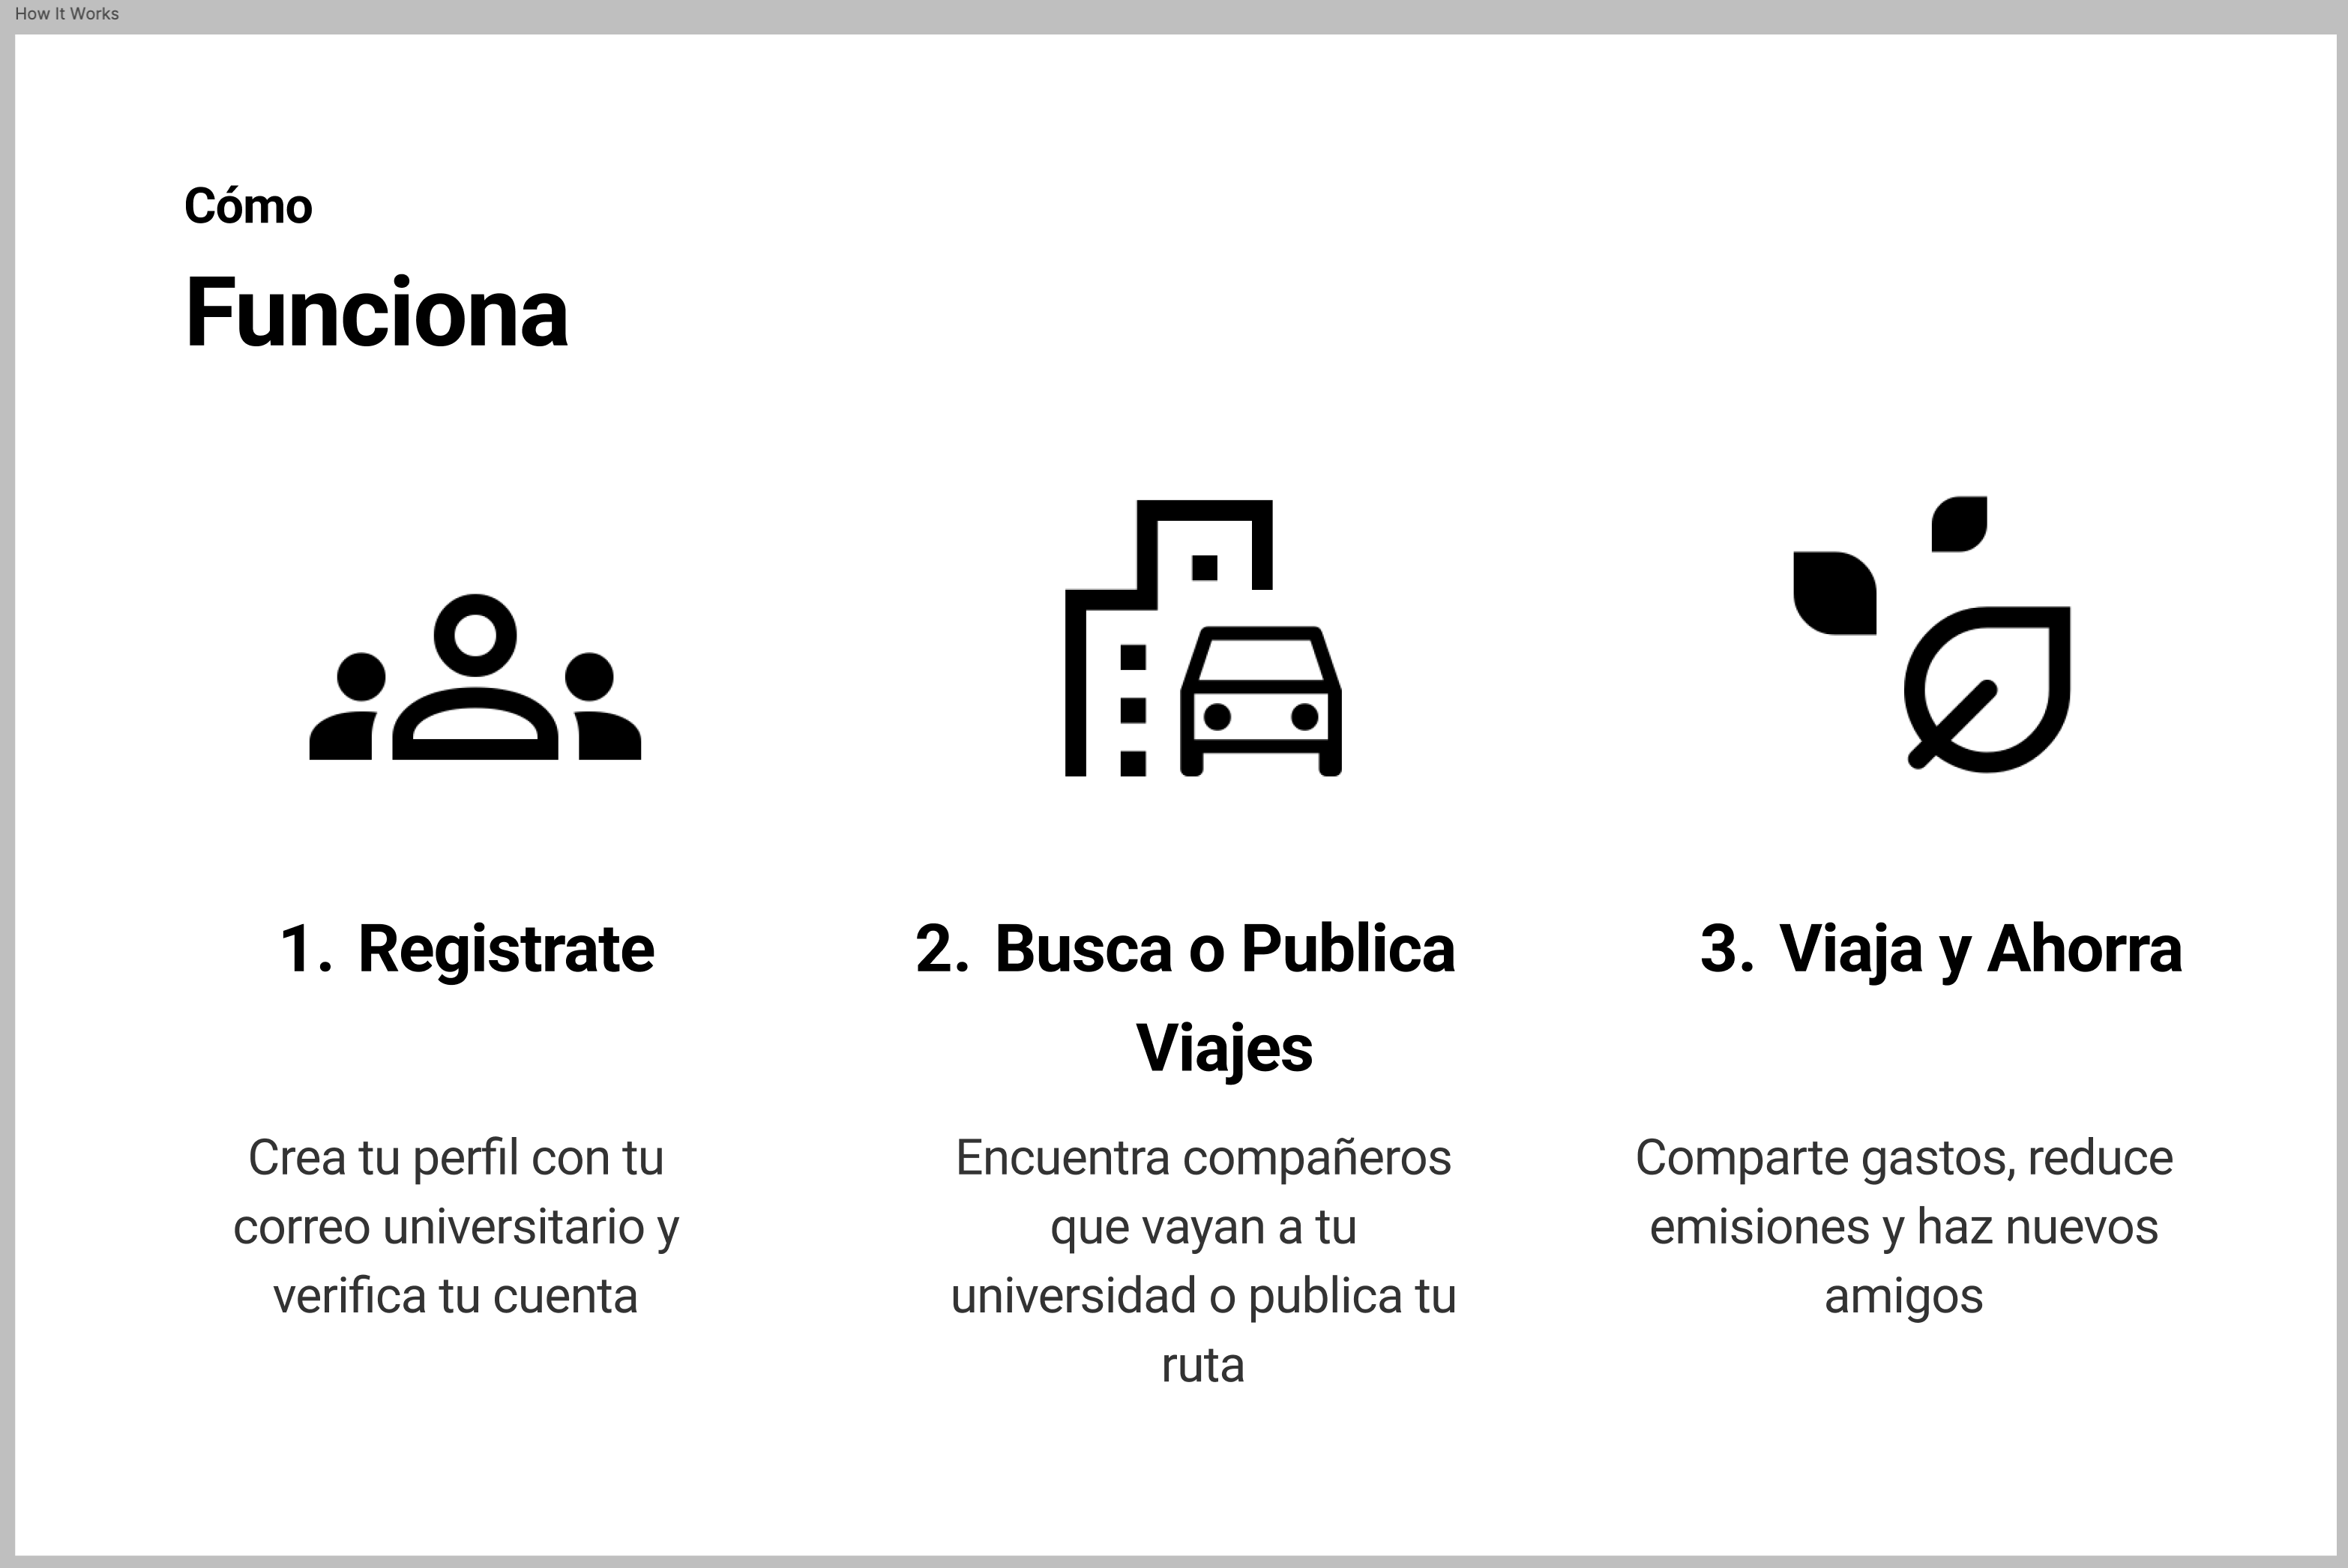 How It Works
Cómo
Funciona
1. Registrate
2. Busca o Publica
Viajes
3. Viaja y Ahorra
Crea tu perfil con tu
correo universitario y
verifica tu cuenta
Encuentra compañeros
que vayan a tu
universidad o publica tu
ruta
Comparte gastos, reduce
emisiones y haz nuevos
amigos